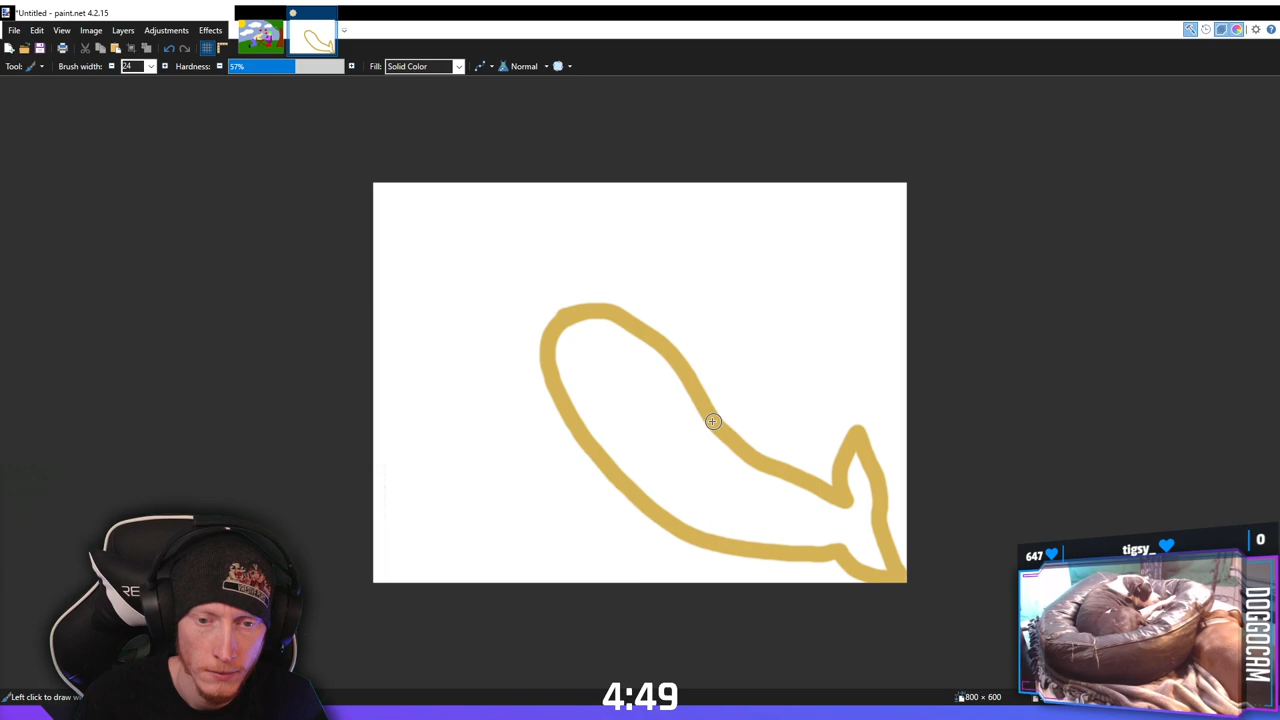 *Untitled - paint.net 4.2.15
File Edit View Image Layers Adjustments Effects
Tool: Brush width: 24 Hardness: 57% Fill: Solid Color Normal
RE
647 tigsy_ 0
DOGGOCAM
Left click to draw w
4:49
800 × 600